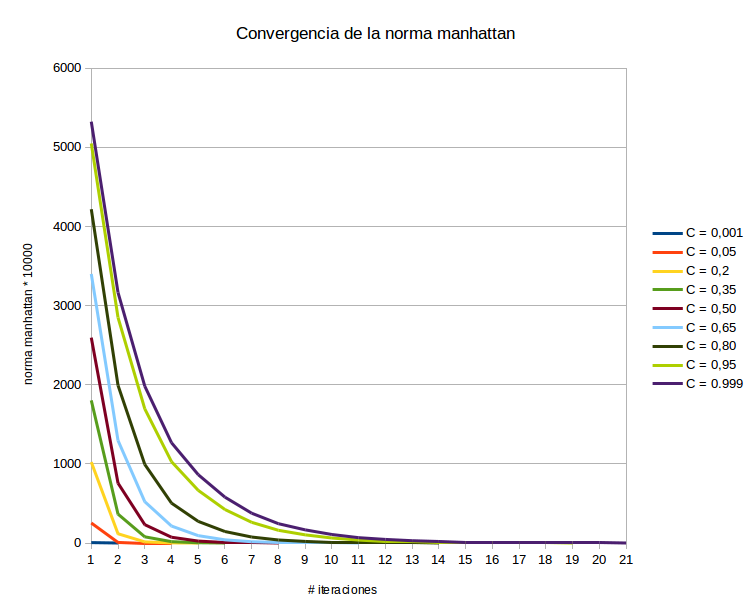 Convergencia de la norma manhattan
6000
5000
4000
3000
2000
1000
0
norma manhattan * 10000
1 2 3 4 5 6 7 8 9 10 11 12 13 14 15 16 17 18 19 20 21
# iteraciones
C = 0,001
C = 0,05
C = 0,2
C = 0,35
C = 0,50
C = 0,65
C = 0,80
C = 0,95
C = 0.999